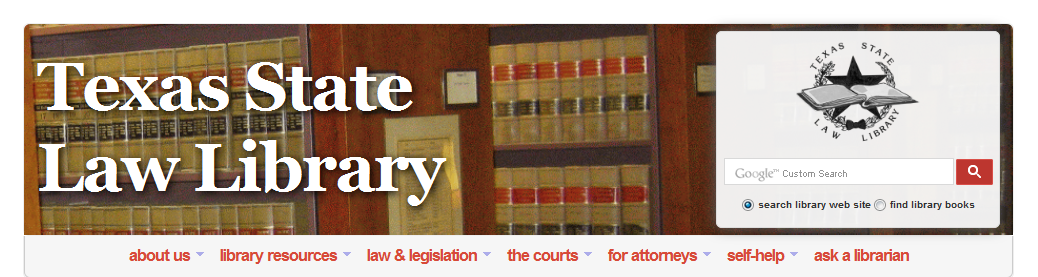 Texas State
Law Library
TEXAS STATE
LAW LIBRARY
Google™ Custom Search
search library web site find library books
about us library resources law & legislation the courts for attorneys self-help ask a librarian